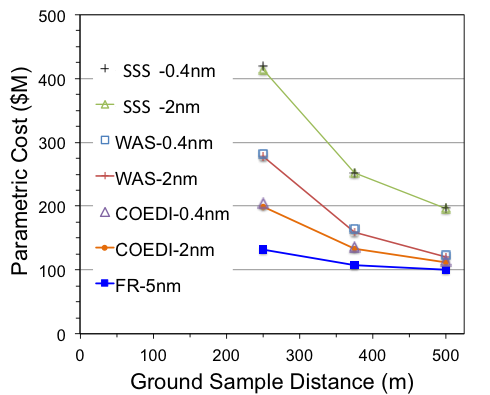 500
400
300
200
100
0
Parametric Cost ($M)
SSS -0.4nm
SSS -2nm
WAS-0.4nm
WAS-2nm
COEDI-0.4nm
COEDI-2nm
FR-5nm
0 100 200 300 400 500
Ground Sample Distance (m)